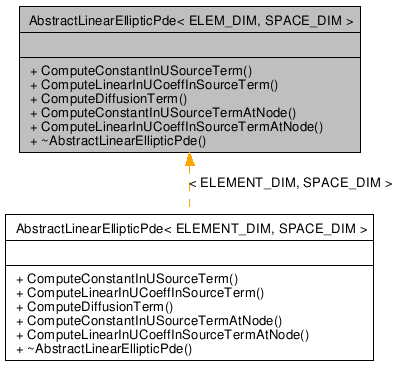 AbstractLinearEllipticPde< ELEM_DIM, SPACE_DIM >
+ ComputeConstantInUSourceTerm()
+ ComputeLinearInUCoeffInSourceTerm()
+ ComputeDiffusionTerm()
+ ComputeConstantInUSourceTermAtNode()
+ ComputeLinearInUCoeffInSourceTermAtNode()
+ ~AbstractLinearEllipticPde()
< ELEMENT_DIM, SPACE_DIM >
AbstractLinearEllipticPde< ELEMENT_DIM, SPACE_DIM >
+ ComputeConstantInUSourceTerm()
+ ComputeLinearInUCoeffInSourceTerm()
+ ComputeDiffusionTerm()
+ ComputeConstantInUSourceTermAtNode()
+ ComputeLinearInUCoeffInSourceTermAtNode()
+ ~AbstractLinearEllipticPde()